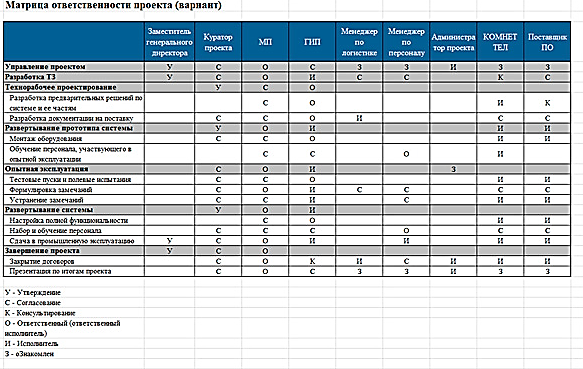 Матрица ответственности проекта (вариант)
Заместитель генерального директора Куратор проекта МП ГИП Менеджер по логистике Менеджер по персоналу Администратор проекта КОМНЕТ ТЕЛ Поставщик ПО
Управление проектом У С О С З З И З З
Разработка ТЗ У С О И С С К С
Технорабочее проектирование У С О
Разработка предварительных решений по системе и ее частям С О И К
Разработка документации на поставку С С О И С С
Развертывание прототипа системы У О И И И
Монтаж оборудования С С О И И
Обучение персонала, участвующего в опытной эксплуатации С С О И
Опытная эксплуатация С О И З
Тестовые пуски и полевые испытания С С О И И
Формулировка замечаний С О И С С С С
Устранение замечаний С О И С И И
Развертывание системы У О И
Настройка полной функциональности С О И И
Набор и обучение персонала С С С О С С
Сдача в промышленную эксплуатацию У С О И И И И
Завершение проекта У С О
Закрытие договоров С О К И С И И И
Презентация по итогам проекта С О С З З И З З
У - Утверждение
С - Согласование
К - Консультирование
О - Ответственный (ответственный
исполнитель)
И - Исполнитель
З - оЗнакомлен